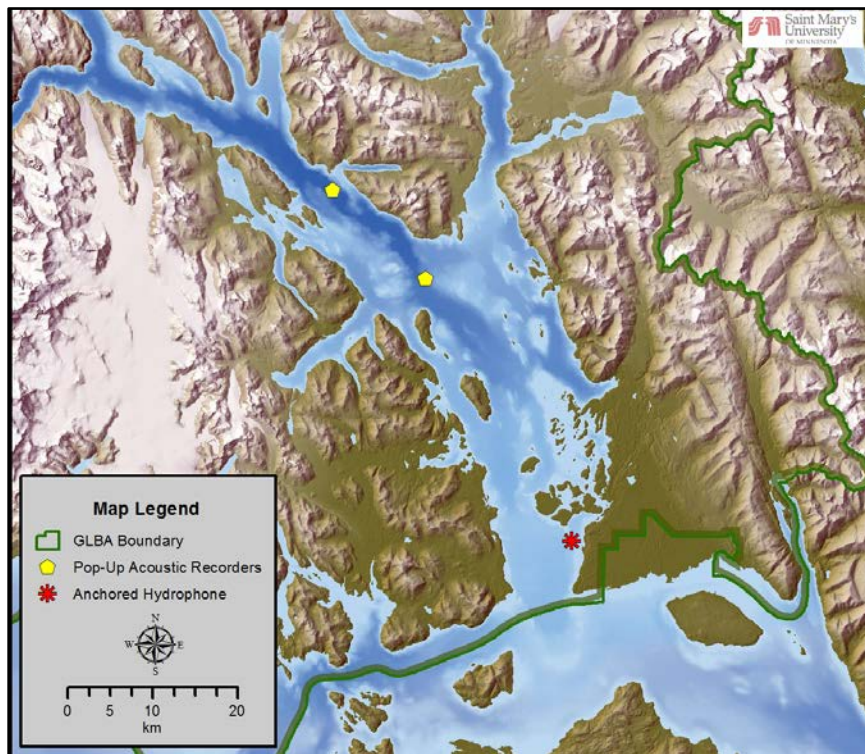 Saint Mary's
University
OF MINNESOTA
Map Legend
GLBA Boundary
Pop-Up Acoustic Recorders
Anchored Hydrophone
N
W E
S
0 5 10 20
km